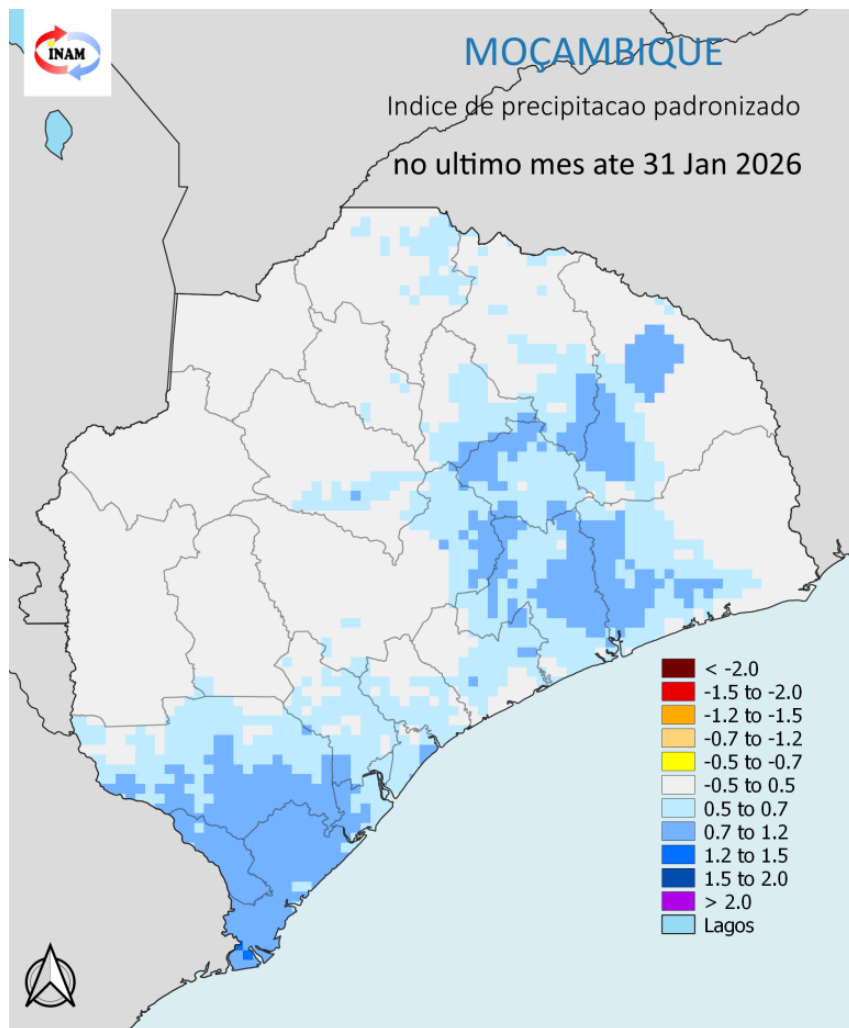 INAM
MOÇAMBIQUE
Indice de precipitacao padronizado
no ultimo mes ate 31 Jan 2026
< -2.0
-1.5 to -2.0
-1.2 to -1.5
-0.7 to -1.2
-0.5 to -0.7
-0.5 to 0.5
0.5 to 0.7
0.7 to 1.2
1.2 to 1.5
1.5 to 2.0
> 2.0
Lagos